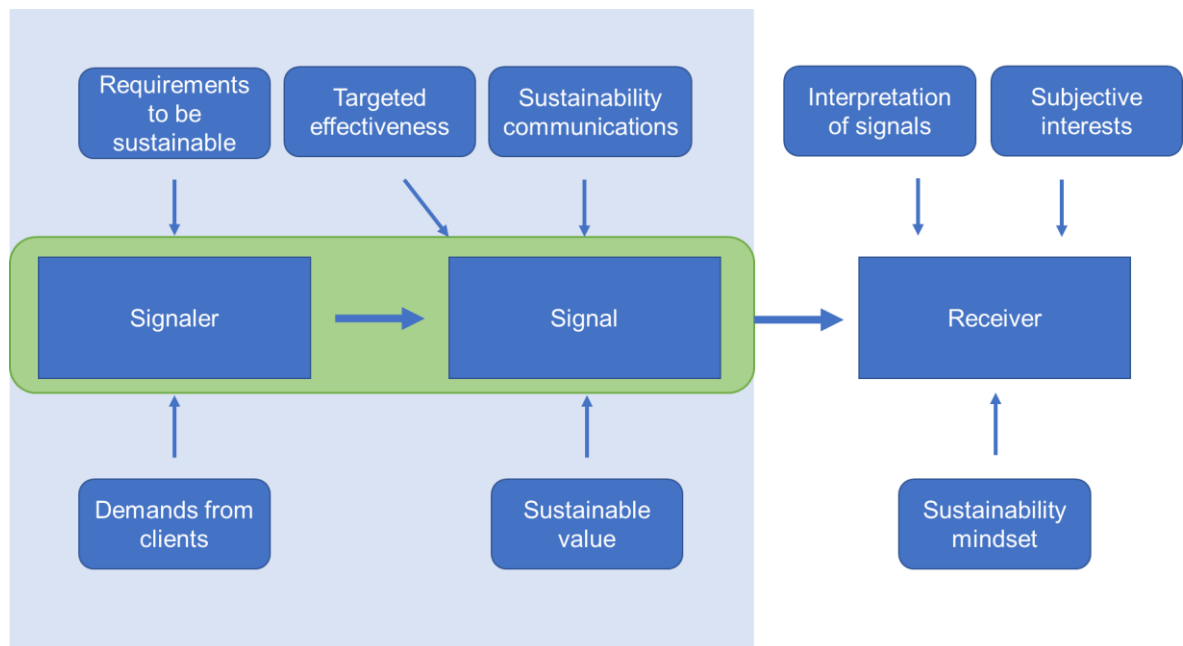 Requirements
to be
sustainable
Targeted
effectiveness
Sustainability
communications
Interpretation
of signals
Subjective
interests
Signaler
Signal
Receiver
Demands from
clients
Sustainable
value
Sustainability
mindset